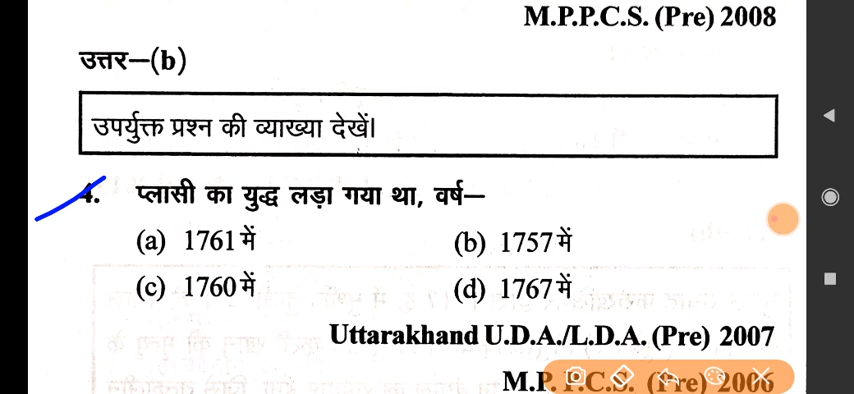 M.P.P.C.S. (Pre) 2008
उत्तर—(b)
उपर्युक्त प्रश्न की व्याख्या देखें।
4. प्लासी का युद्ध लड़ा गया था, वर्ष—
(a) 1761 में (b) 1757 में
(c) 1760 में (d) 1767 में
Uttarakhand U.D.A./L.D.A. (Pre) 2007
M.P. P.C.S. (Pre) 2006